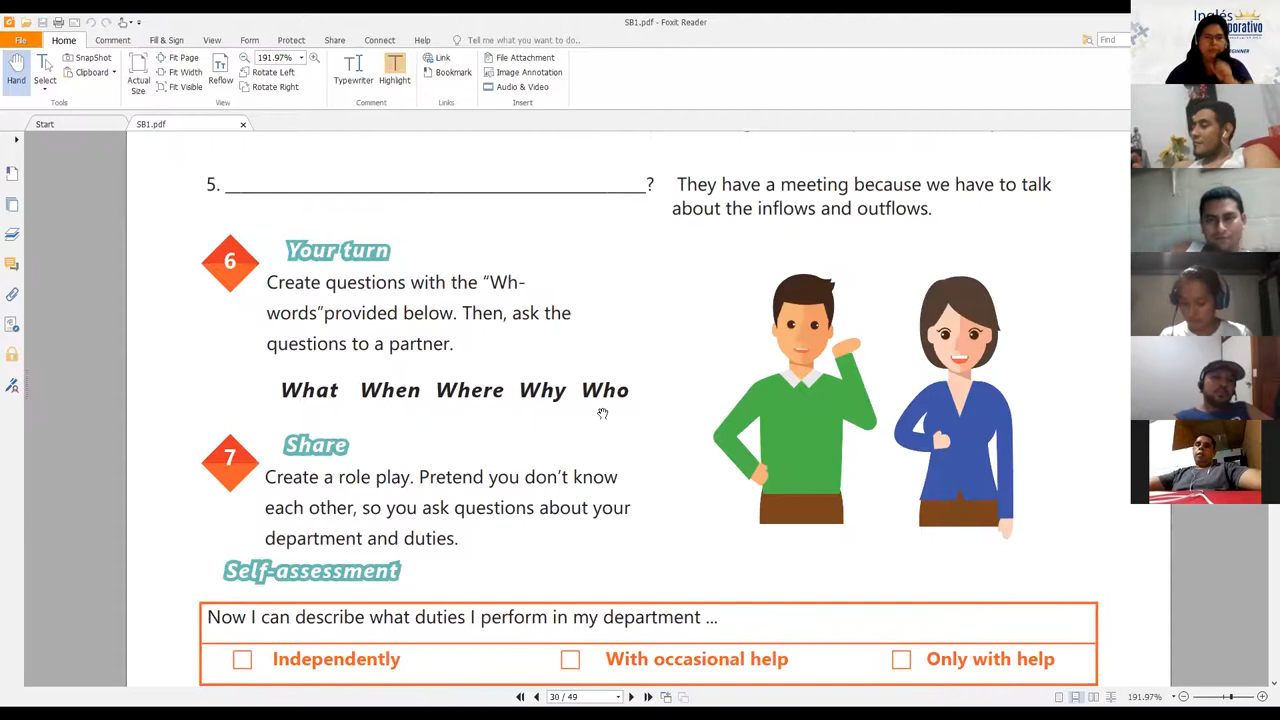 SB1.pdf - Foxit Reader
File Home Comment Fill & Sign View Form Protect Share Connect Help Tell me what you want to do...
Find
Hand
Select
SnapShot
Clipboard
Actual Size
Fit Page
Fit Width
Fit Visible
Reflow
191.97%
Rotate Left
Rotate Right
Typewriter
Highlight
Link
Bookmark
File Attachment
Image Annotation
Audio & Video
Tools View Comment Links Insert
Start SB1.pdf
5. ______________________________________________? They have a meeting because we have to talk
about the inflows and outflows.
6 Your turn
Create questions with the “Wh-
words”provided below. Then, ask the
questions to a partner.
What When Where Why Who
7 Share
Create a role play. Pretend you don’t know
each other, so you ask questions about your
department and duties.
Self-assessment
Now I can describe what duties I perform in my department ...
Independently With occasional help Only with help
30 / 49
191.97%
Inglés